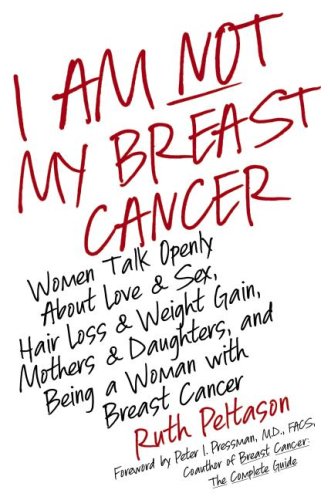 I AM NOT
MY BREAST
CANCER
Women Talk Openly
About Love & Sex,
Hair Loss & Weight Gain,
Mothers & Daughters, and
Being a Woman with
Breast Cancer
Ruth Peltason
Foreword by Peter I. Pressman, M.D., FACS,
Coauthor of Breast Cancer:
The Complete Guide